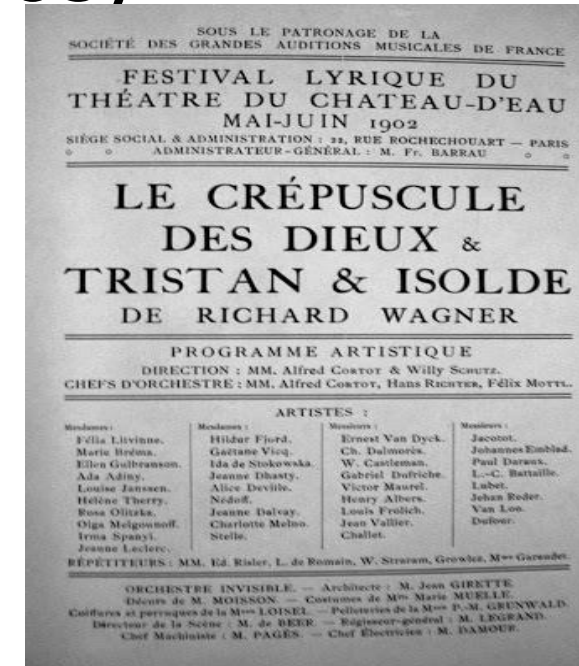 SOUS LE PATRONAGE DE LA
SOCIÉTÉ DES GRANDES AUDITIONS MUSICALES DE FRANCE
FESTIVAL LYRIQUE DU
THÉATRE DU CHATEAU-D'EAU
MAI-JUIN 1902
SIÈGE SOCIAL & ADMINISTRATION : 22, RUE ROCHECHOUART — PARIS
ADMINISTRATEUR-GÉNÉRAL : M. Fr. BARRAU
LE CRÉPUSCULE
DES DIEUX &
TRISTAN & ISOLDE
DE RICHARD WAGNER
PROGRAMME ARTISTIQUE
DIRECTION : MM. Alfred CORTOT & Willy SCHUTZ.
CHEFS D'ORCHESTRE : MM. Alfred CORTOT, Hans RICHTER, Félix MOTTL.
ARTISTES :
Mesdames :
Félia Litvinne.
Marie Bréma.
Ellen Gulbranson.
Ada Adiny.
Louise Janssen.
Helène Therry.
Rosa Olitzka.
Olga Melgounoff.
Irma Spanyi.
Jeanne Leclerc.
Mesdames :
Hildur Fjord.
Gaëtane Vicq.
Ida de Stokowska.
Jeanne Dhasty.
Alice Deville.
Nédoff.
Jeanne Dalvay.
Charlotte Melno.
Stelle.
Messieurs :
Ernest Van Dyck.
Ch. Dalmorès.
W. Castleman.
Gabriel Dufriche.
Victor Maurel.
Henry Albers.
Louis Frolich.
Jean Vallier.
Challet.
Messieurs :
Jacotot.
Johannes Emblad.
Paul Daraux.
L.-C. Battaille.
Lubet.
Jehan Reder.
Van Loo.
Dufour.
RÉPÉTITEURS : MM. Ed. Risler, L. de Romain, W. Straram, Growlez, Mme Garaudet.
ORCHESTRE INVISIBLE. — Architecte : M. Jean GIRETTE.
Décors de M. MOISSON. — Costumes de Mme Marie MUELLE.
Coiffures et perruques de la Mson LOISEL. — Pelleteries de la Mson P.-M. GRUNWALD.
Directeur de la Scène : M. de BEER. — Régisseur-général : M. LEGRAND.
Chef Machiniste : M. PAGÈS. — Chef Électricien : M. DAMOUR.